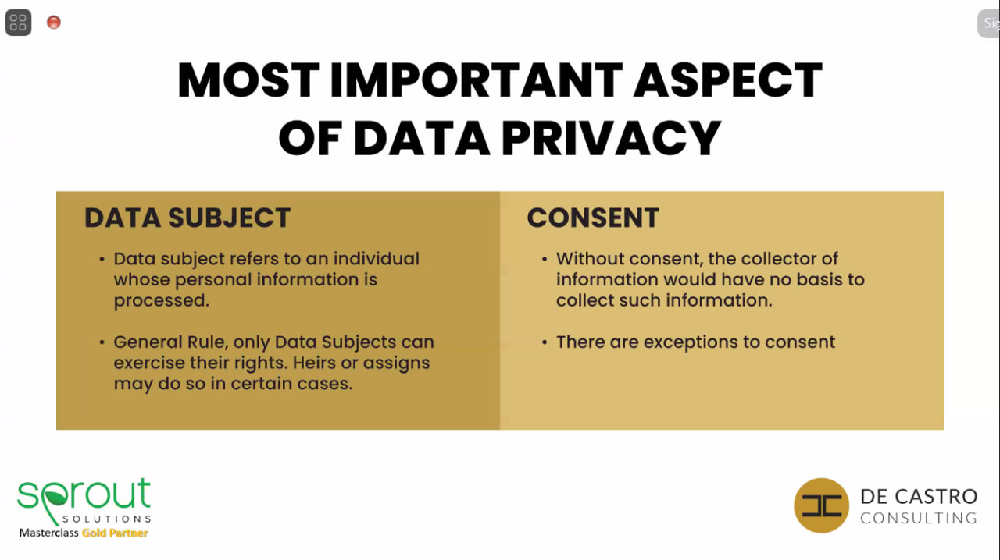 Sig
MOST IMPORTANT ASPECT
OF DATA PRIVACY
DATA SUBJECT
• Data subject refers to an individual
whose personal information is
processed.
• General Rule, only Data Subjects can
exercise their rights. Heirs or assigns
may do so in certain cases.
CONSENT
• Without consent, the collector of
information would have no basis to
collect such information.
• There are exceptions to consent
sprout
SOLUTIONS
Masterclass Gold Partner
DE CASTRO
CONSULTING